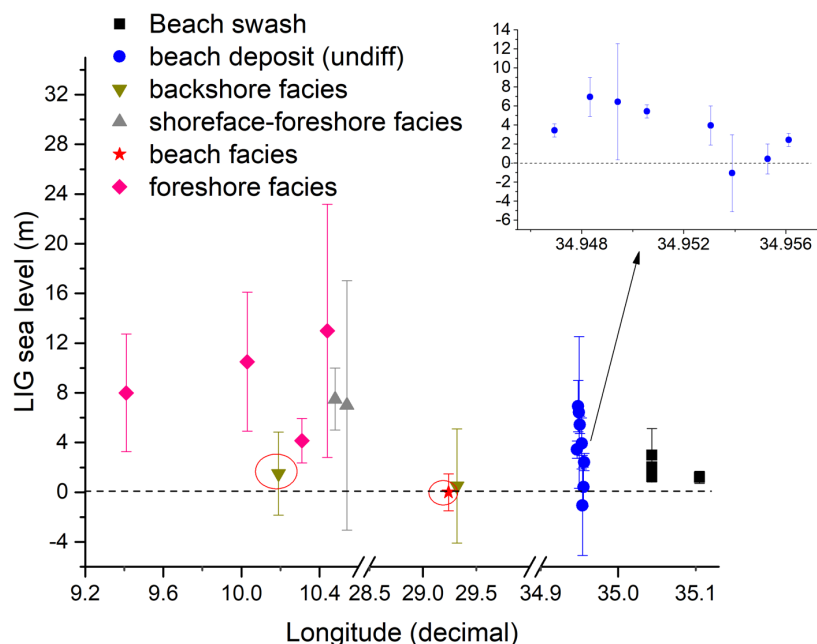 Beach swash
beach deposit (undiff)
backshore facies
shoreface-foreshore facies
beach facies
foreshore facies
14
12
10
8
6
4
2
0
-2
-4
-6
34.948 34.952 34.956
LIG sea level (m)
32
28
24
20
16
12
8
4
0
-4
9.2 9.6 10.0 10.4 28.5 29.0 29.5 34.9 35.0 35.1
Longitude (decimal)